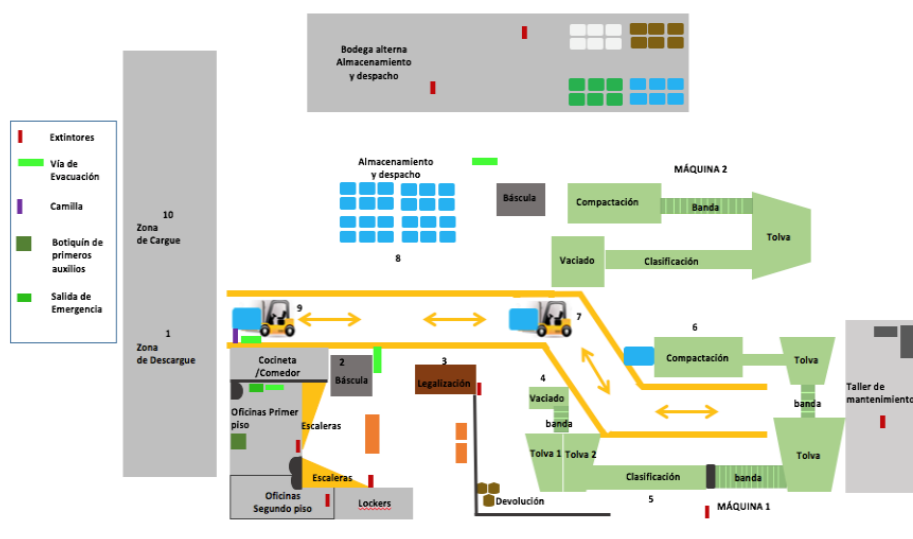 Bodega alterna
Almacenamiento
y despacho
Extintores
Vía de
Evacuación
Camilla
Botiquín de
primeros
auxilios
Salida de
Emergencia
10
Zona
de Cargue
1
Zona
de Descargue
Almacenamiento
y despacho
8
Báscula
MÁQUINA 2
Compactación
Banda
Tolva
Vaciado
Clasificación
9
7
6
Compactación
Tolva
Taller de
mantenimiento
banda
Cocineta
/Comedor
2
Báscula
3
Legalización
4
Vaciado
banda
Oficinas Primer
piso
Escaleras
Tolva 1
Tolva 2
Tolva
Escaleras
Clasificación
banda
Oficinas
Segundo piso
Lockers
Devolución
5
MÁQUINA 1